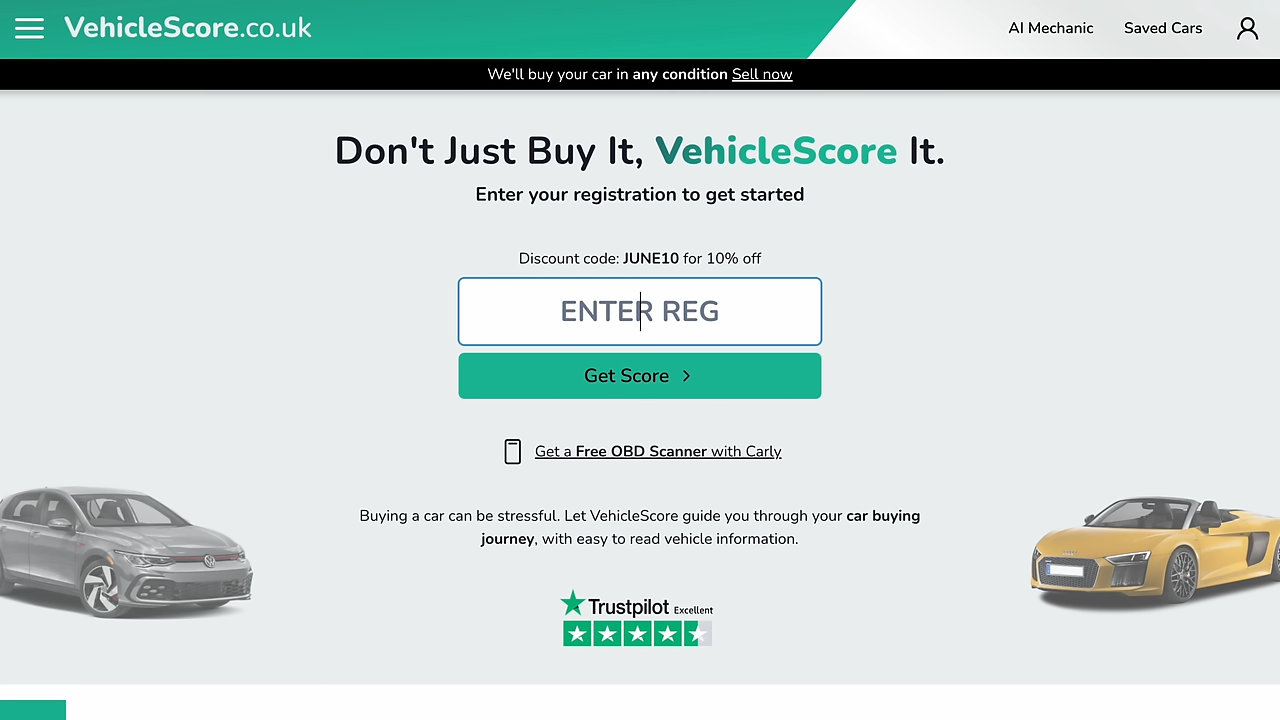 VehicleScore.co.uk
AI Mechanic
Saved Cars
We'll buy your car in any condition Sell now
Don't Just Buy It, VehicleScore It.
Enter your registration to get started
Discount code: JUNE10 for 10% off
ENTER REG
Get Score
Get a Free OBD Scanner with Carly
Buying a car can be stressful. Let VehicleScore guide you through your car buying
journey, with easy to read vehicle information.
Trustpilot Excellent